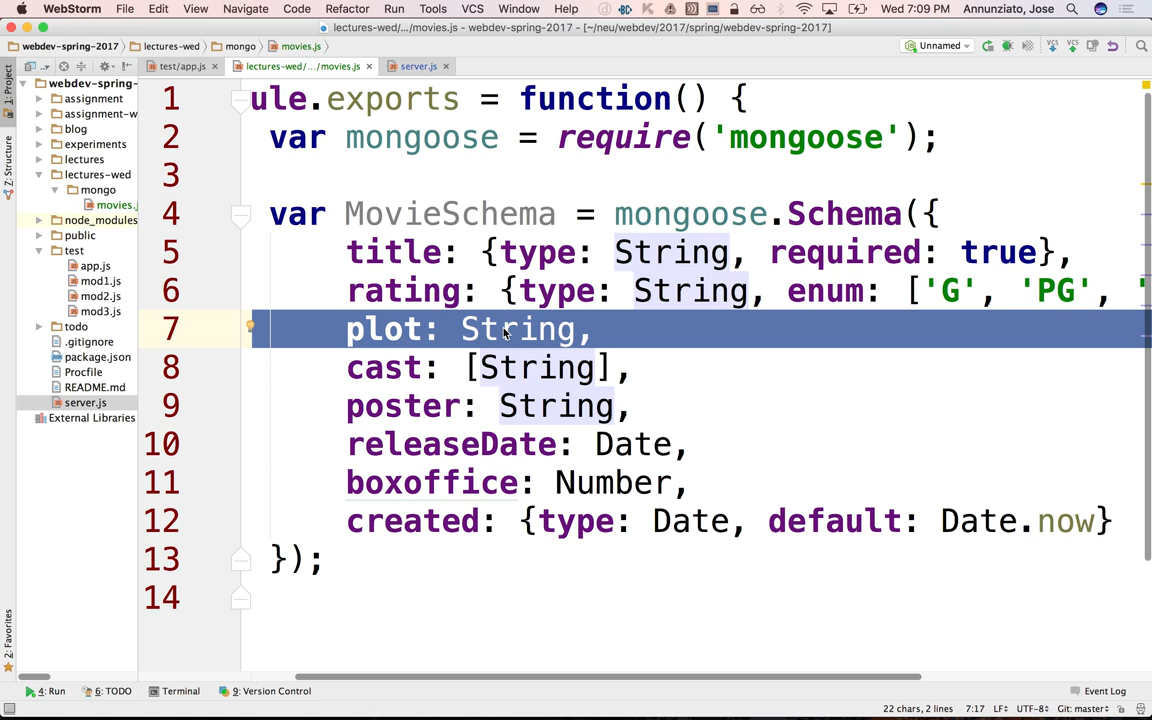 WebStorm File Edit View Navigate Code Refactor Run Tools VCS Window Help Wed 7:09 PM Annunziato, Jose
lectures-wed/.../movies.js - webdev-spring-2017 - [~/neu/webdev/2017/spring/webdev-spring-2017]
webdev-spring-2017 lectures-wed mongo movies.js Unnamed
test/app.js lectures-wed/.../movies.js server.js
1: Project
Z: Structure
2: Favorites
webdev-spring-
assignment
assignment-w
blog
experiments
lectures
lectures-wed
mongo
movies.j
node_modules
public
test
app.js
mod1.js
mod2.js
mod3.js
todo
.gitignore
package.json
Procfile
README.md
server.js
External Libraries
1 ule.exports = function() {
2 var mongoose = require('mongoose');
3
4 var MovieSchema = mongoose.Schema({
5 title: {type: String, required: true},
6 rating: {type: String, enum: ['G', 'PG', '
7 plot: String,
8 cast: [String],
9 poster: String,
10 releaseDate: Date,
11 boxoffice: Number,
12 created: {type: Date, default: Date.now}
13 });
14
4: Run 6: TODO Terminal 9: Version Control Event Log
22 chars, 2 lines 7:17 LF÷ UTF-8÷ Git: master÷